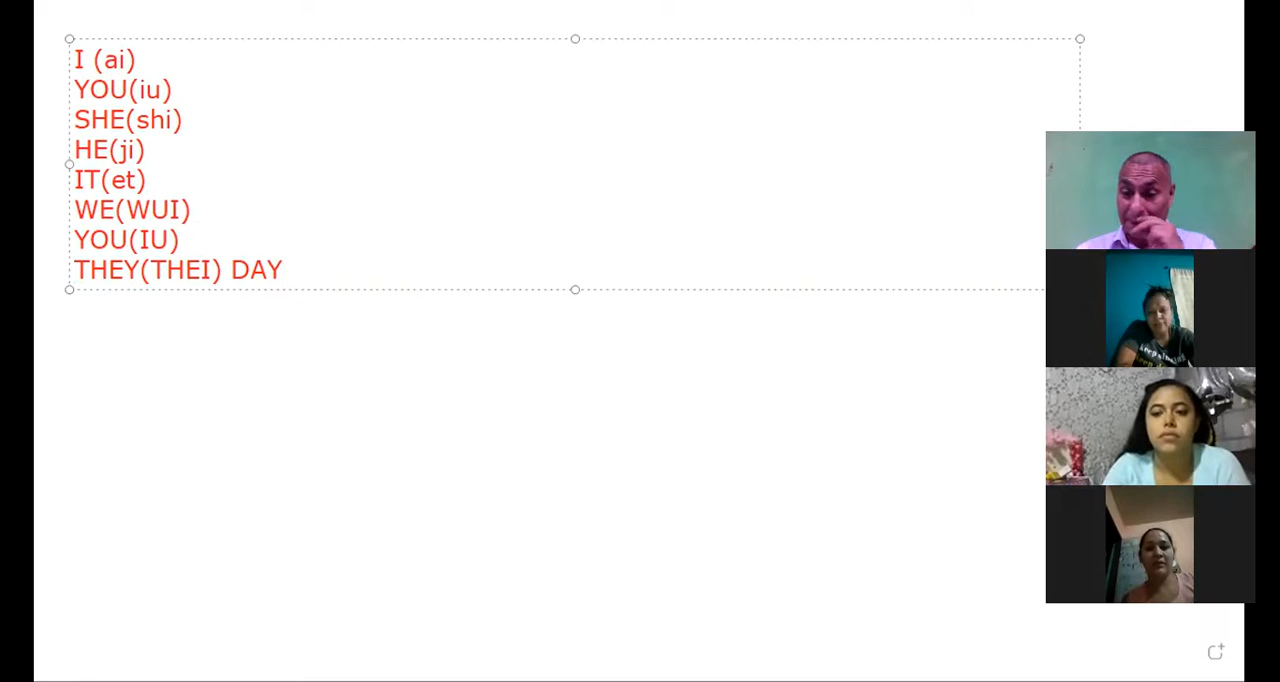 I (ai)
YOU(iu)
SHE(shi)
HE(ji)
IT(et)
WE(WUI)
YOU(IU)
THEY(THEI) DAY